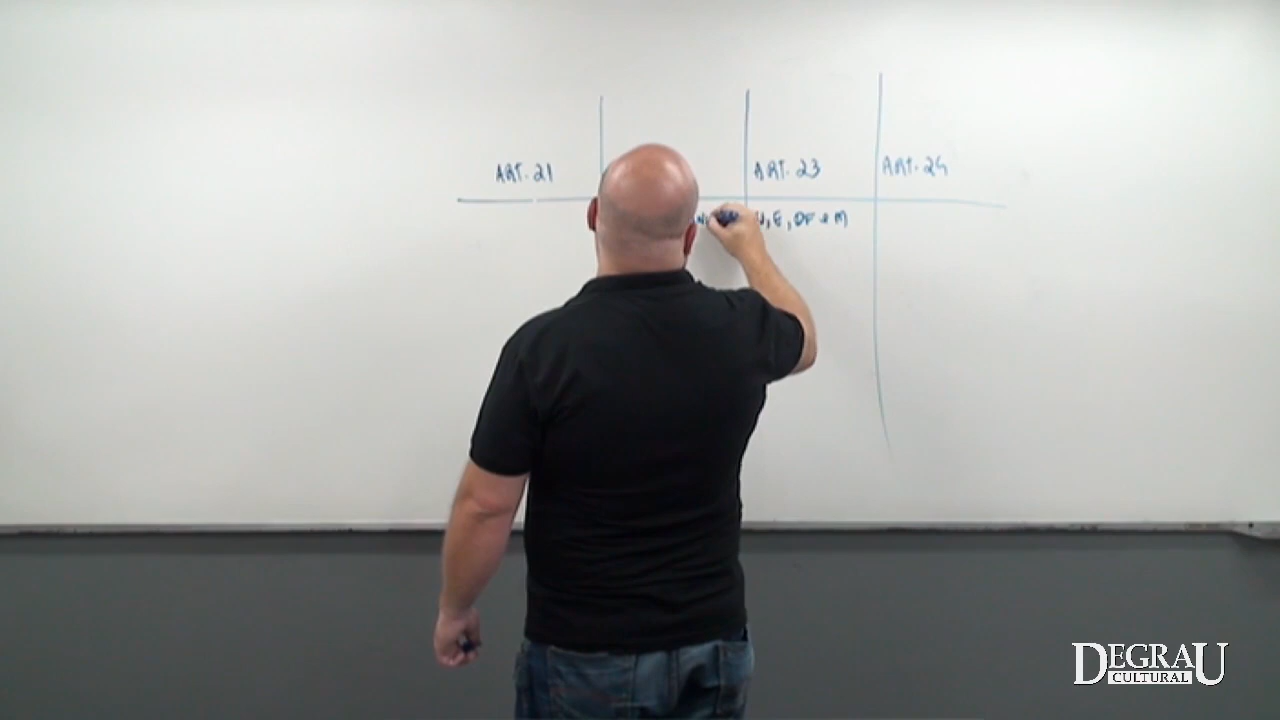 ART. 21 ART. 23 ART. 24
U, E, DF e M
DEGRAU
CULTURAL